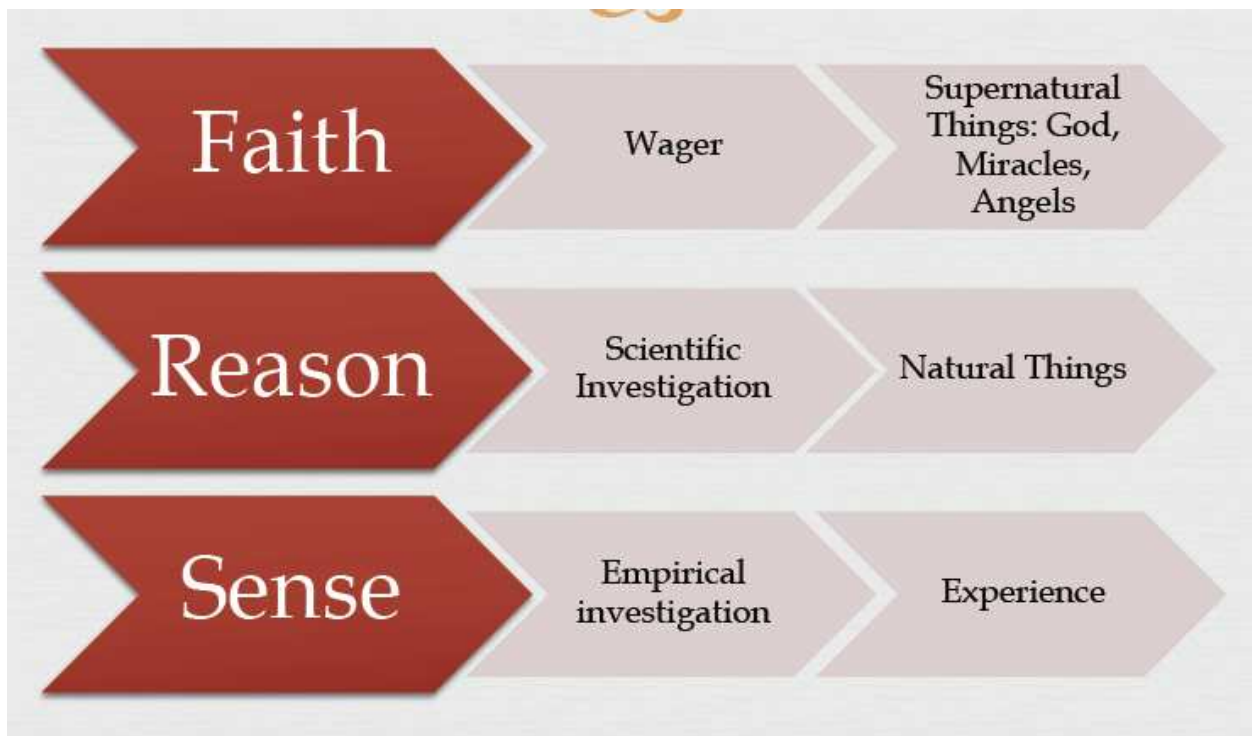 Faith
Wager
Supernatural
Things: God,
Miracles,
Angels
Reason
Scientific
Investigation
Natural Things
Sense
Empirical
investigation
Experience